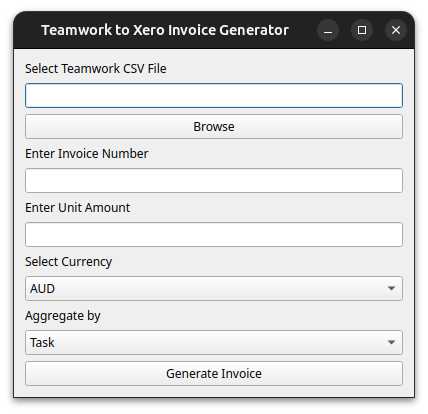 Teamwork to Xero Invoice Generator
Select Teamwork CSV File
Browse
Enter Invoice Number
Enter Unit Amount
Select Currency
AUD
Aggregate by
Task
Generate Invoice